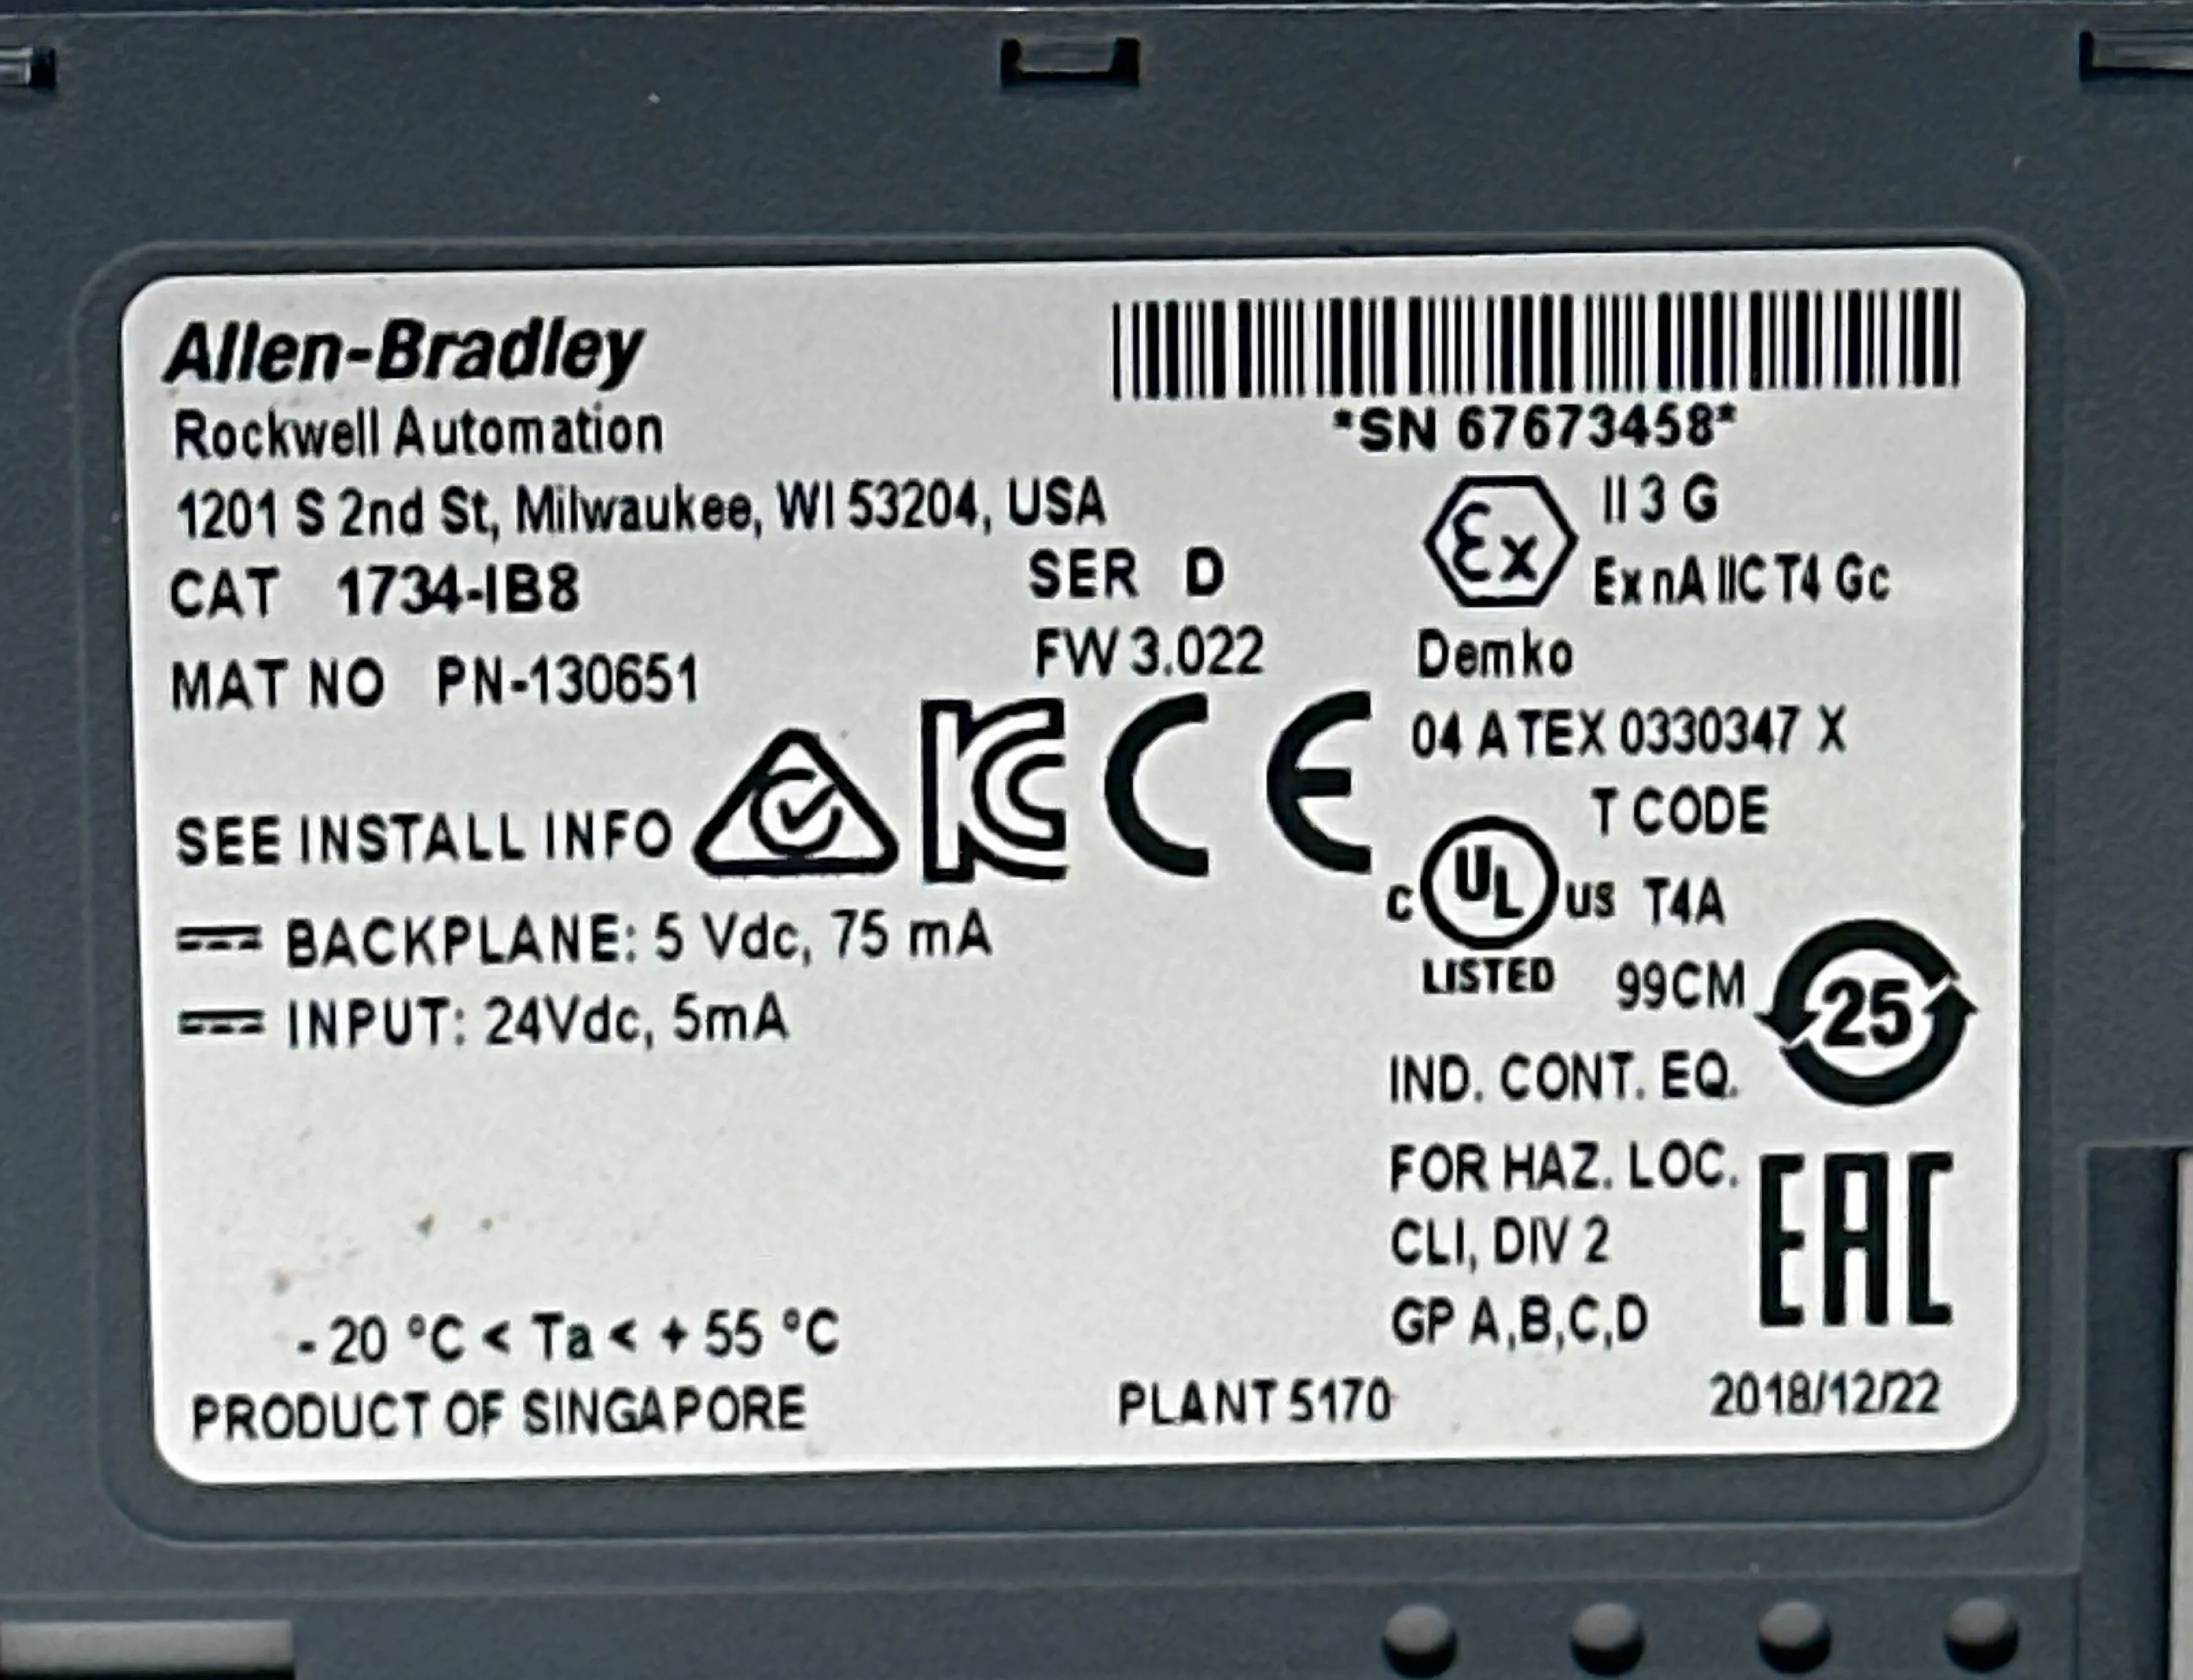 Allen-Bradley
Rockwell Automation
1201 S 2nd St, Milwaukee, WI 53204, USA
CAT 1734-IB8
SER D
MAT NO PN-130651
FW 3.022
*SN 67673458*
Ex
II 3 G
Ex nA IIC T4 Gc
Demko
04 ATEX 0330347 X
SEE INSTALL INFO
KC
CE
T CODE
c UL us T4A
LISTED 99CM
25
BACKPLANE: 5 Vdc, 75 mA
INPUT: 24Vdc, 5mA
IND. CONT. EQ.
FOR HAZ. LOC.
CLI, DIV 2
GP A,B,C,D
EAC
- 20 °C < Ta < + 55 °C
PRODUCT OF SINGAPORE
PLANT 5170
2018/12/22